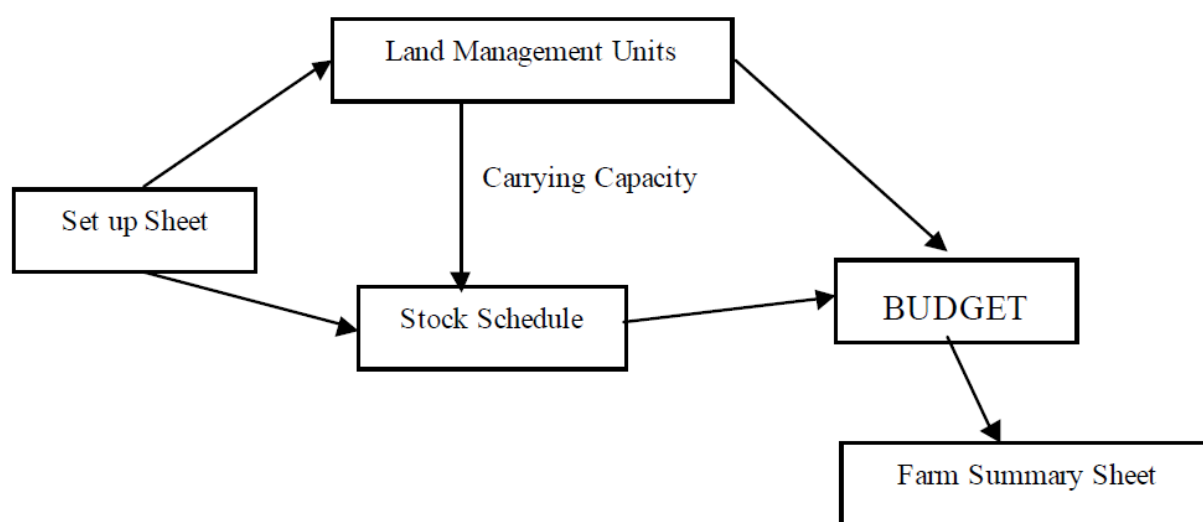 Land Management Units
Carrying Capacity
Set up Sheet
Stock Schedule
BUDGET
Farm Summary Sheet